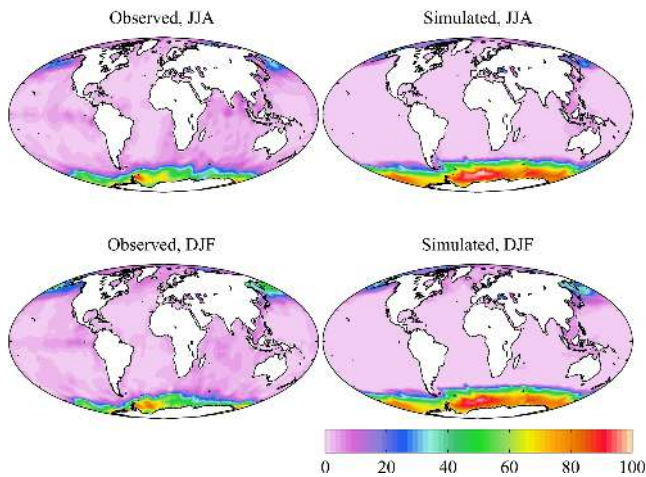 Observed, JJA
Simulated, JJA
Observed, DJF
Simulated, DJF
0 20 40 60 80 100